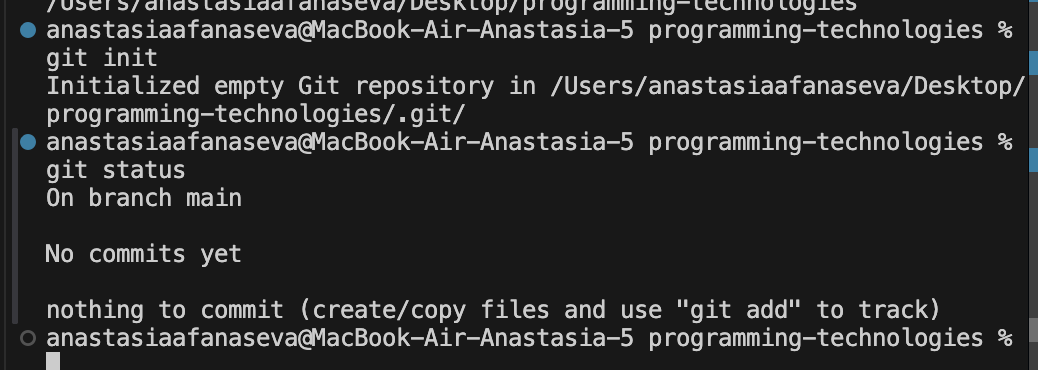 /Users/anastasiaafanaseva/Desktop/programming-technologies
anastasiaafanaseva@MacBook-Air-Anastasia-5 programming-technologies %
git init
Initialized empty Git repository in /Users/anastasiaafanaseva/Desktop/
programming-technologies/.git/
anastasiaafanaseva@MacBook-Air-Anastasia-5 programming-technologies %
git status
On branch main
No commits yet
nothing to commit (create/copy files and use "git add" to track)
anastasiaafanaseva@MacBook-Air-Anastasia-5 programming-technologies %